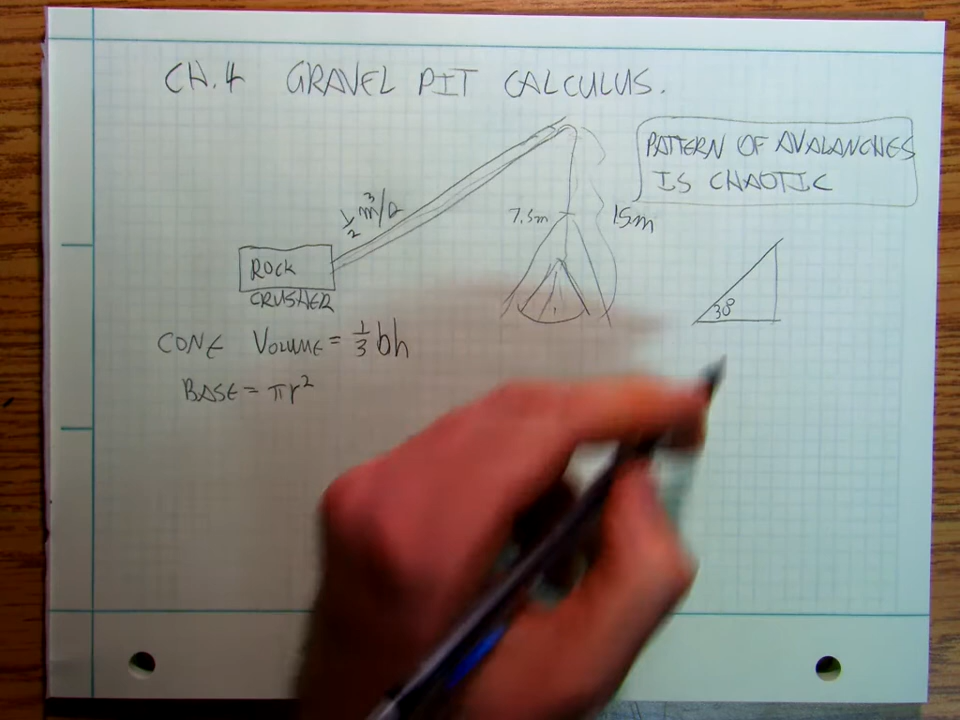 CH.4 GRAVEL PIT CALCULUS.
PATTERN OF AVALANCHES
IS CHAOTIC
½ m³/s
7.5m
15m
ROCK
CRUSHER
38°
CONE VOLUME = ⅓ bh
BASE = πr²